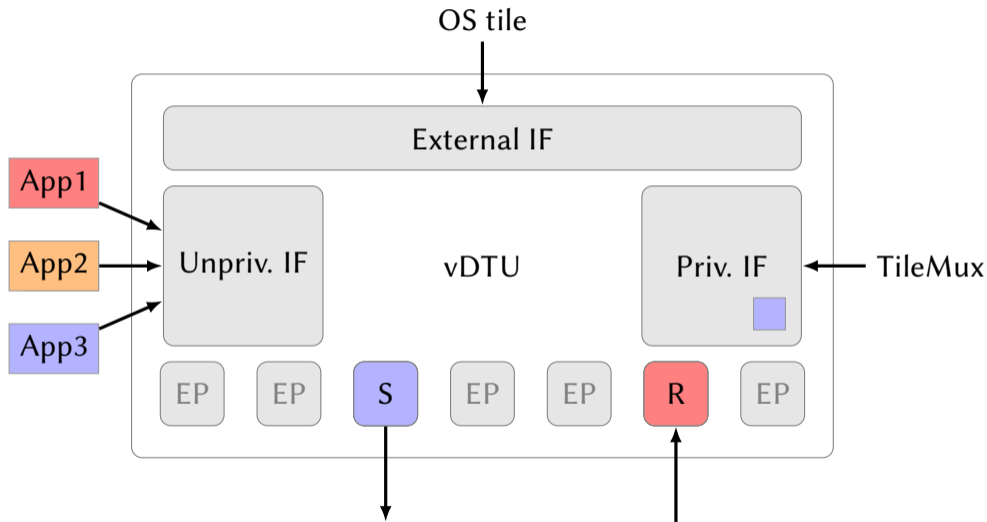 OS tile
External IF
App1
App2
App3
Unpriv. IF
vDTU
Priv. IF
TileMux
EP
EP
S
EP
EP
R
EP